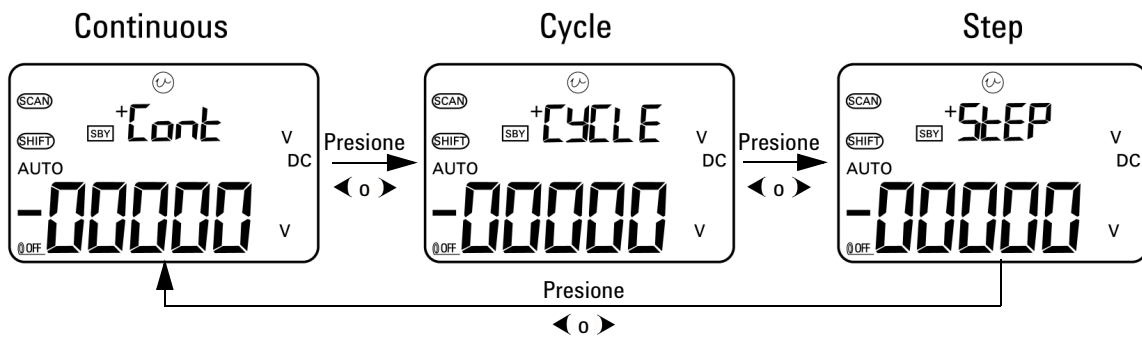 Continuous
SCAN
SHIFT
SBY
+Cont
V
DC
AUTO
-00000
V
OFF
Presione
◀ o ▶
Cycle
SCAN
SHIFT
SBY
+CYCLE
V
DC
AUTO
-00000
V
OFF
Presione
◀ o ▶
Step
SCAN
SHIFT
SBY
+StEP
V
DC
AUTO
-00000
V
OFF
Presione
◀ o ▶